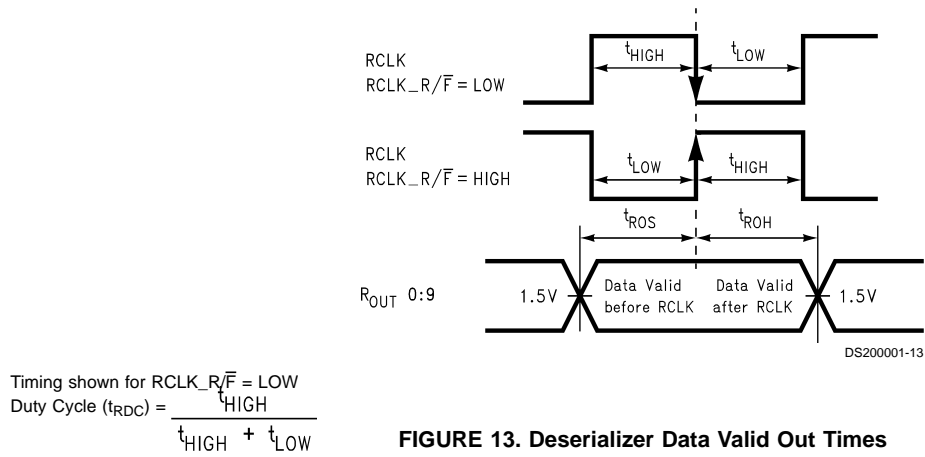 RCLK
RCLK_R/F̅ = LOW
tHIGH
tLOW
RCLK
RCLK_R/F̅ = HIGH
tLOW
tHIGH
tROS
tROH
ROUT 0:9
1.5V
Data Valid
before RCLK
Data Valid
after RCLK
1.5V
DS200001-13
Timing shown for RCLK_R/F̅ = LOW
Duty Cycle (tRDC) =
tHIGH
tHIGH + tLOW
FIGURE 13. Deserializer Data Valid Out Times